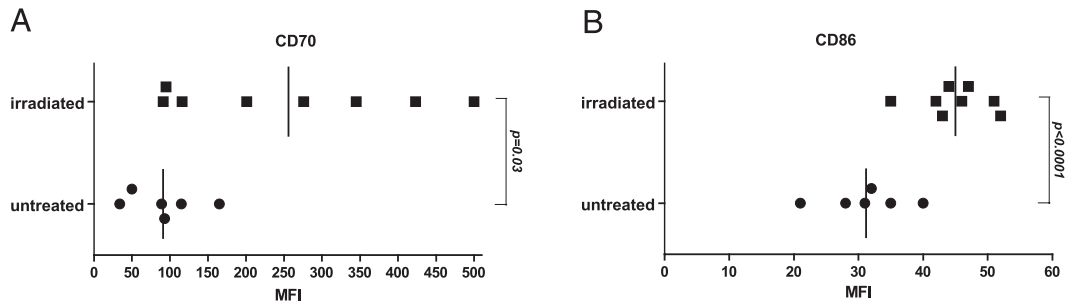 A
CD70
irradiated
untreated
p=0.03
0 50 100 150 200 250 300 350 400 450 500
MFI
B
CD86
irradiated
untreated
p<0.0001
0 10 20 30 40 50 60
MFI